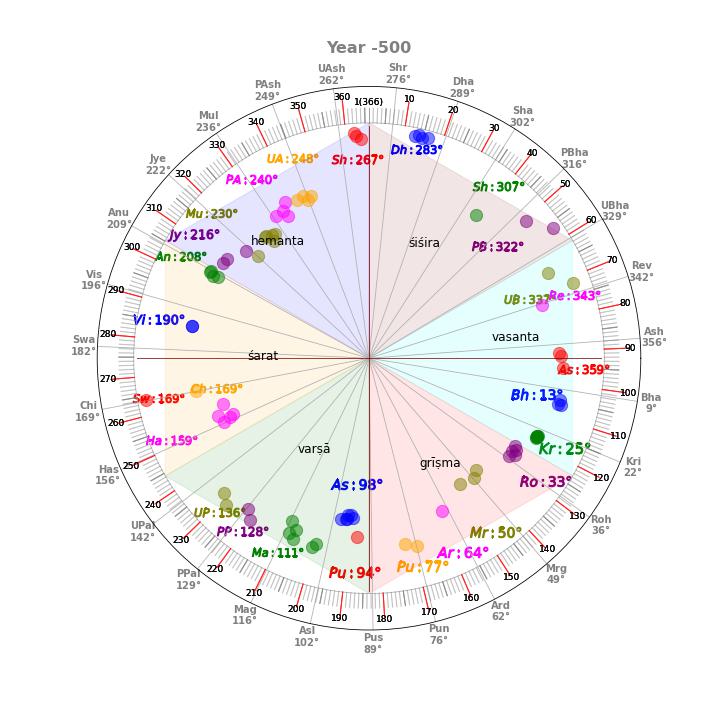 Year -500
UAsh
262°
Shr
276°
Dha
289°
Sha
302°
PBha
316°
UBha
329°
Rev
342°
Ash
356°
Bha
9°
Kri
22°
Roh
36°
Mrg
49°
Ard
62°
Pun
76°
Pus
89°
Asl
102°
Mag
116°
PPal
129°
UPal
142°
Has
156°
Chi
169°
Swa
182°
Vis
196°
Anu
209°
Jye
222°
Mul
236°
PAsh
249°
1(366)
10
20
30
40
50
60
70
80
90
100
110
120
130
140
150
160
170
180
190
200
210
220
230
240
250
260
270
280
290
300
310
320
330
340
350
360
Sh:267°
Dh:283°
Sh:307°
PB:322°
UB:337°
Re:343°
As:359°
Bh:13°
Kr:25°
Ro:33°
Mr:50°
Ar:64°
Pu:77°
Pu:94°
As:98°
Ma:111°
PP:128°
UP:136°
Ha:159°
Sw:169°
Ch:169°
Vi:190°
An:208°
Jy:216°
Mu:230°
PA:240°
UA:248°
hemanta
śiśira
vasanta
grīṣma
varṣā
śarat